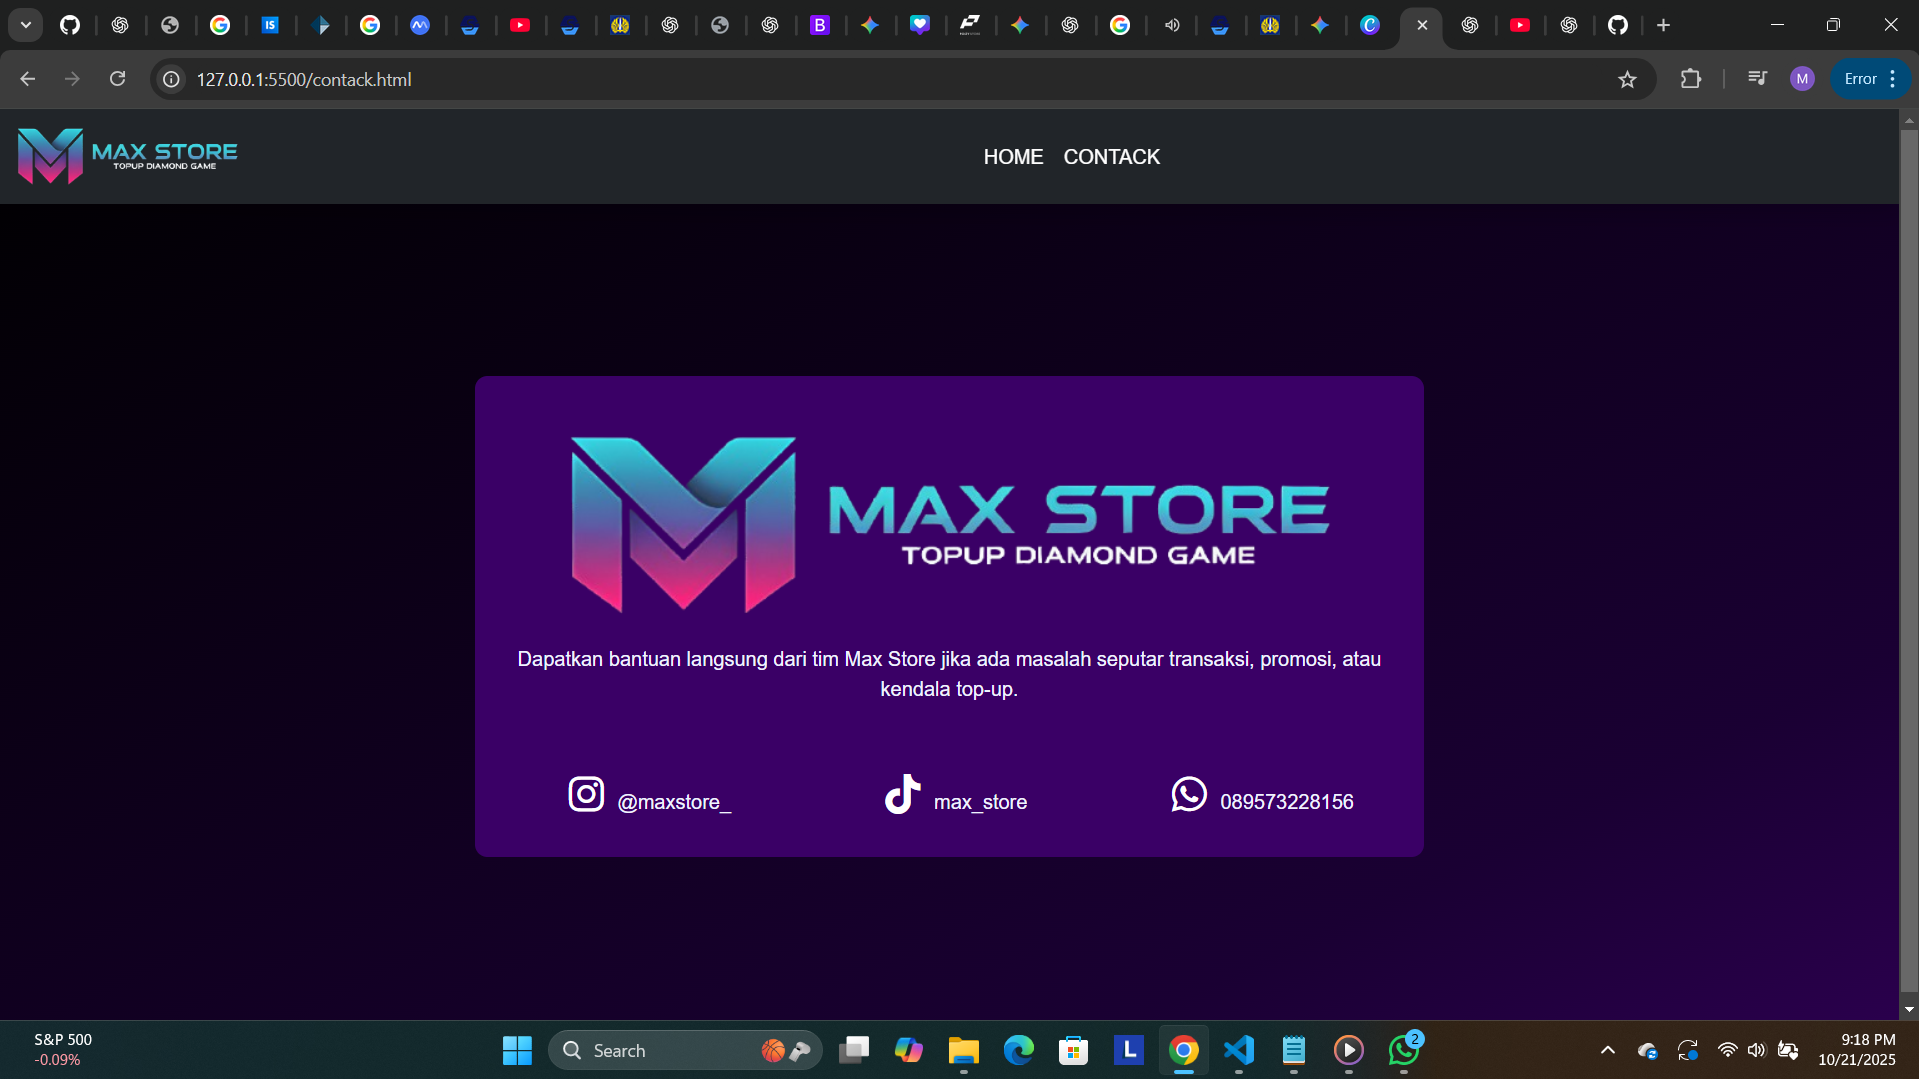 127.0.0.1:5500/contack.html
M
Error
MAX STORE
TOPUP DIAMOND GAME
HOME
CONTACK
MAX STORE
TOPUP DIAMOND GAME
Dapatkan bantuan langsung dari tim Max Store jika ada masalah seputar transaksi, promosi, atau
kendala top-up.
@maxstore_
max_store
089573228156
S&P 500
-0.09%
Search
L
2
9:18 PM
10/21/2025